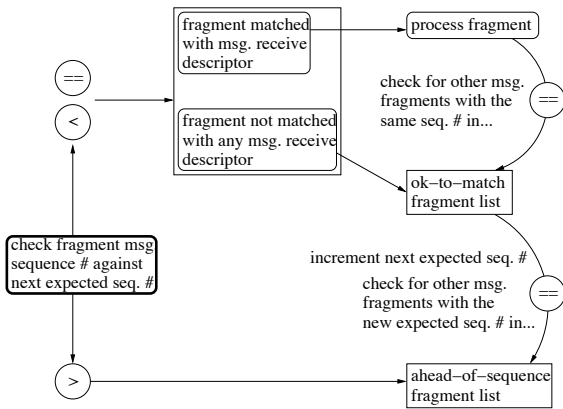 fragment matched
with msg. receive
descriptor
process fragment
==
<
check for other msg.
fragments with the
same seq. # in...
==
fragment not matched
with any msg. receive
descriptor
ok−to−match
fragment list
check fragment msg
sequence # against
next expected seq. #
increment next expected seq. #
check for other msg.
fragments with the
new expected seq. # in...
==
>
ahead−of−sequence
fragment list